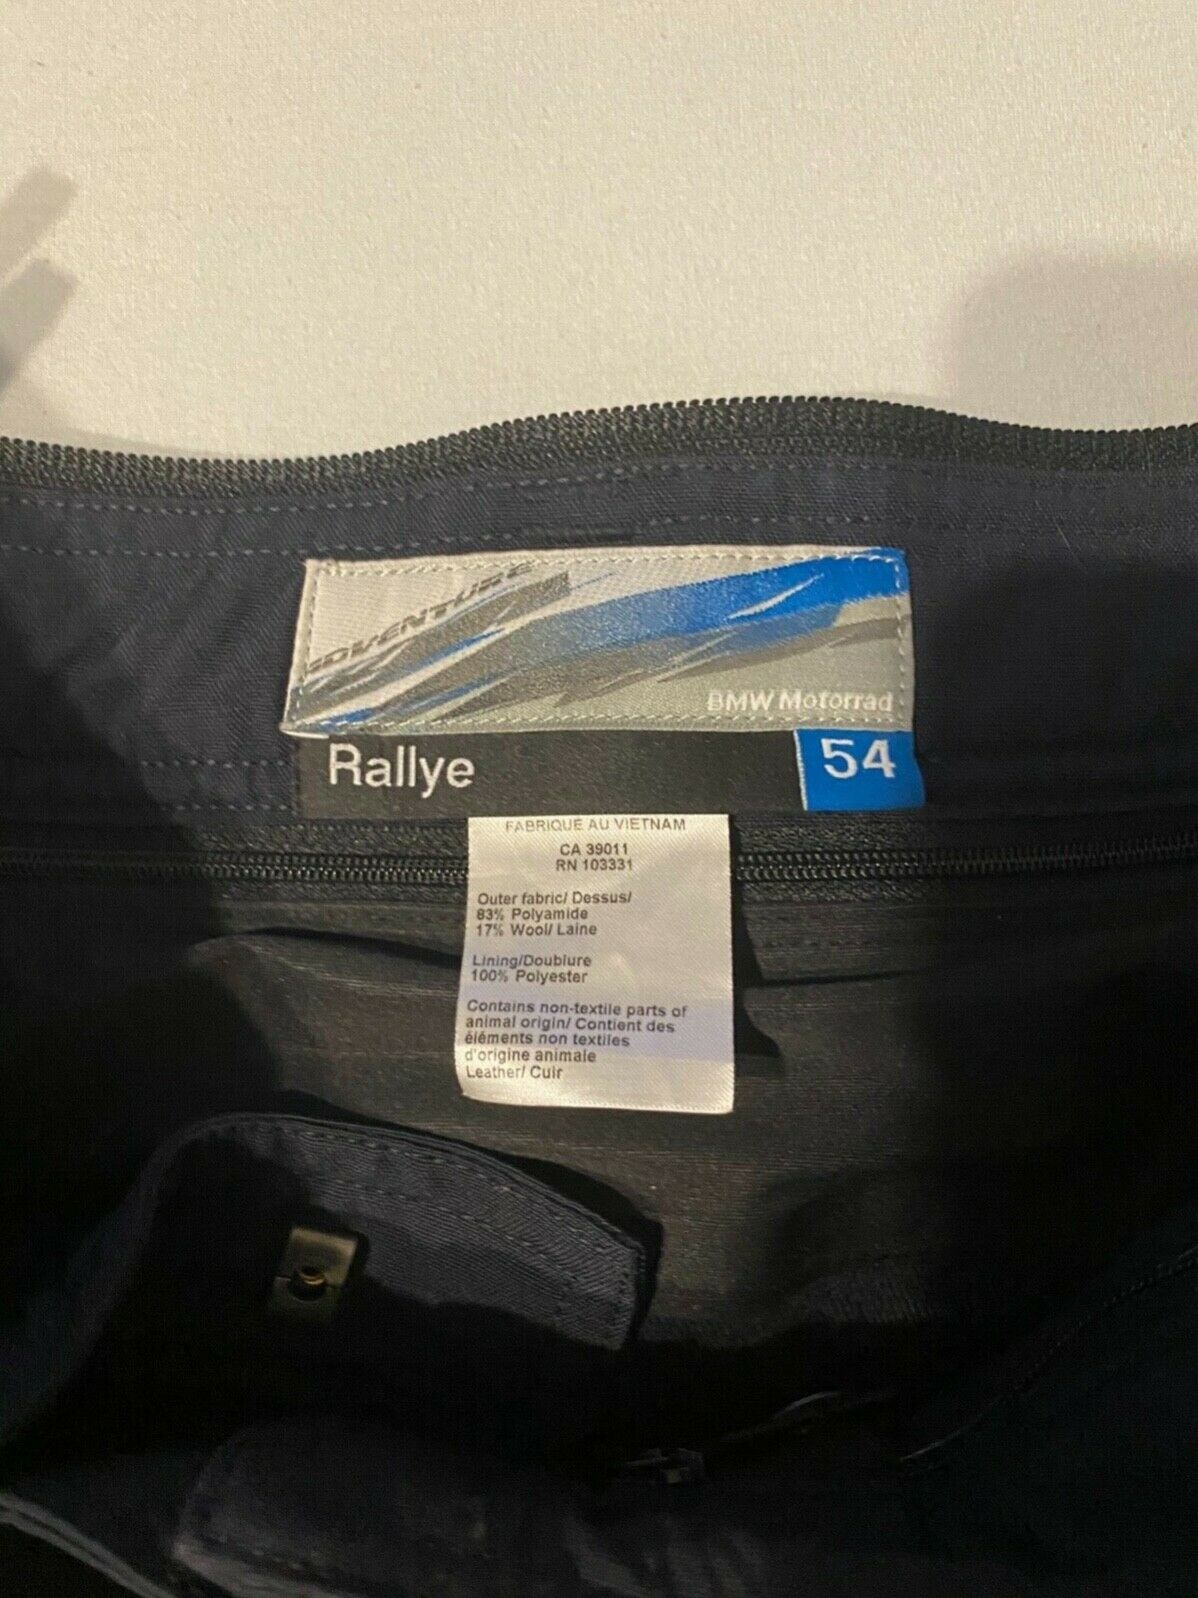 ADVENTURE
BMW Motorrad
Rallye
54
FABRIQUE AU VIETNAM
CA 39011
RN 103331
Outer fabric/ Dessus/
83% Polyamide
17% Wool/ Laine
Lining/Doublure
100% Polyester
Contains non-textile parts of
animal origin/ Contient des
éléments non textiles
d'origine animale
Leather/ Cuir